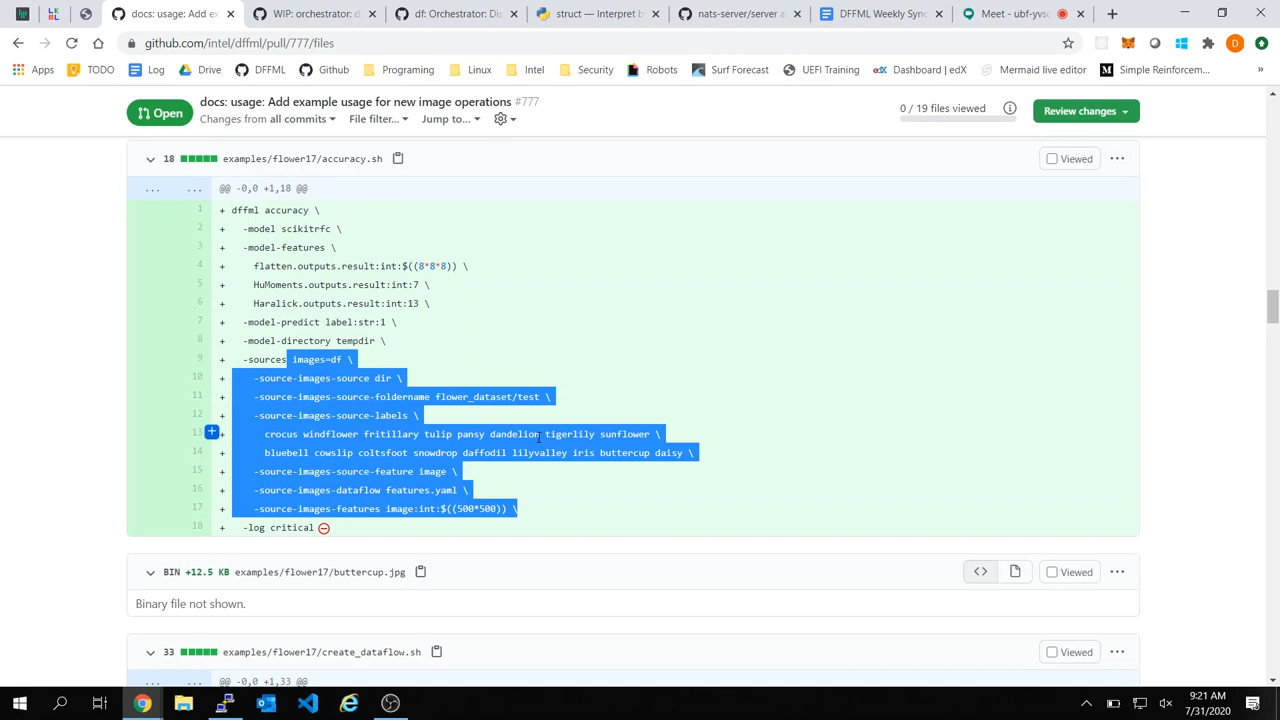 docs: usage: Add ex
WIP: orchestrator: d
df: Orchestrator: Di
struct — Interpret b
nats-server/server a
DFFML Weekly Sync
Meet - ubf-yvsc
github.com/intel/dffml/pull/777/files
Apps
TODO
Log
Drive
DFFML
Github
Programing
Linux
Intel
Security
Robots
Surf Forecast
UEFI Training
Dashboard | edX
Mermaid live editor
Simple Reinforcem...
»
Open
docs: usage: Add example usage for new image operations #777
Changes from all commits
File filter...
Jump to...
0 / 19 files viewed
Review changes
18 examples/flower17/accuracy.sh
Viewed
... ... @@ -0,0 +1,18 @@
1 + dffml accuracy \
2 + -model scikitrfc \
3 + -model-features \
4 + flatten.outputs.result:int:$((8*8*8)) \
5 + HuMoments.outputs.result:int:7 \
6 + Haralick.outputs.result:int:13 \
7 + -model-predict label:str:1 \
8 + -model-directory tempdir \
9 + -sources images=df \
10 + -source-images-source dir \
11 + -source-images-source-foldername flower_dataset/test \
12 + -source-images-source-labels \
13 + crocus windflower fritillary tulip pansy dandelion tigerlily sunflower \
14 + bluebell cowslip coltsfoot snowdrop daffodil lilyvalley iris buttercup daisy \
15 + -source-images-source-feature image \
16 + -source-images-dataflow features.yaml \
17 + -source-images-features image:int:$((500*500)) \
18 + -log critical
BIN +12.5 KB examples/flower17/buttercup.jpg
Viewed
Binary file not shown.
33 examples/flower17/create_dataflow.sh
Viewed
... ... @@ -0,0 +1,33 @@
9:21 AM
7/31/2020